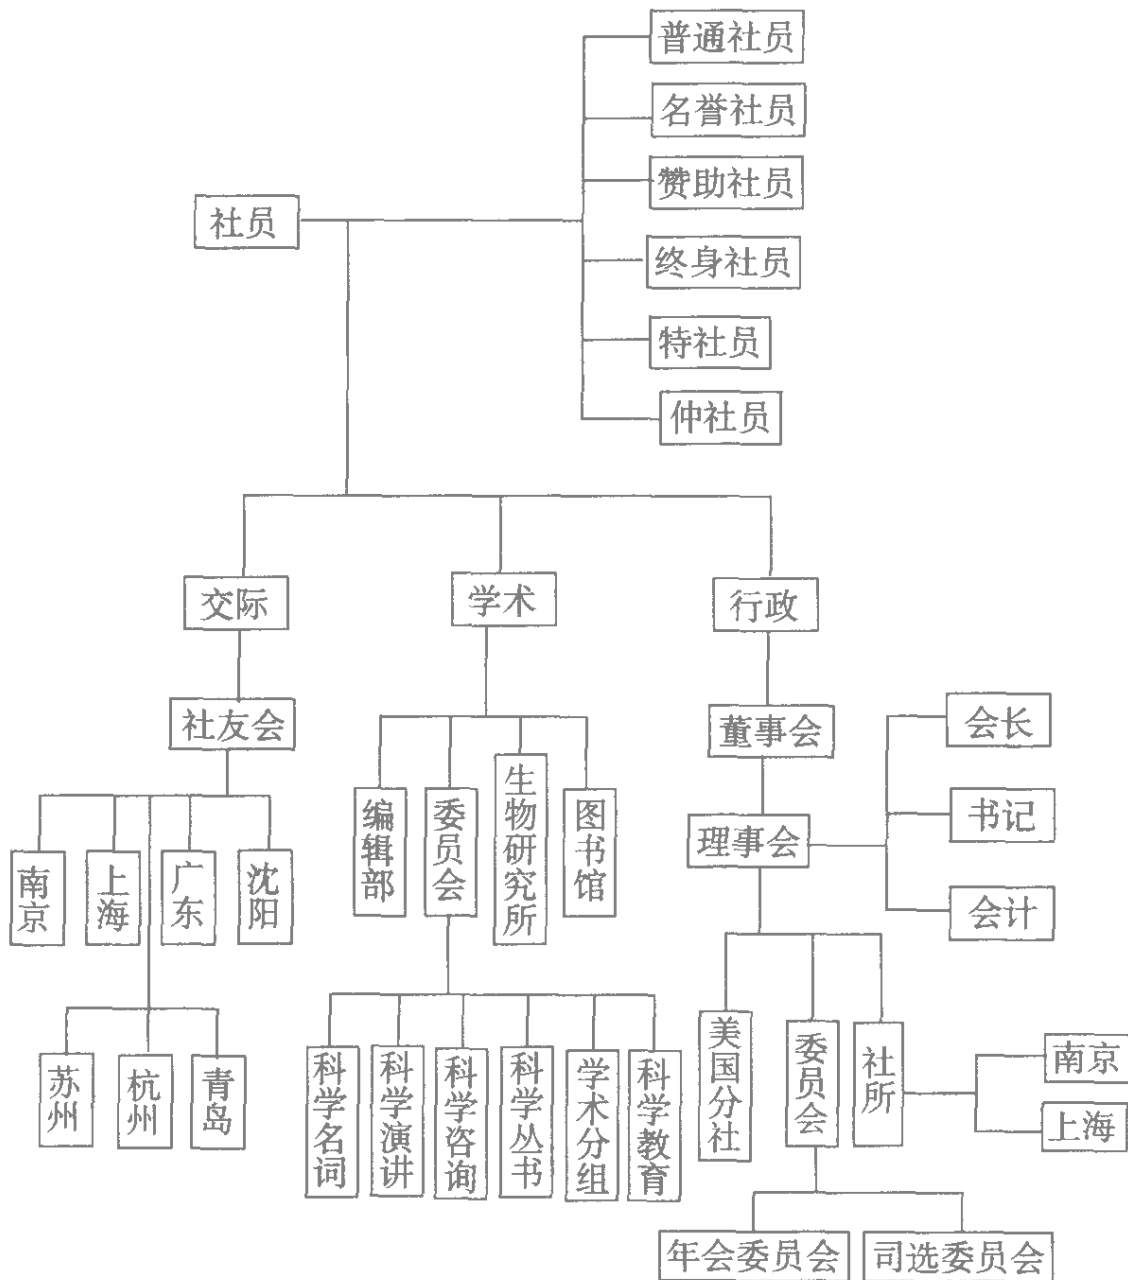 普通社员
名誉社员
赞助社员
社员
终身社员
特社员
仲社员
交际
学术
行政
社友会
董事会
会长
书记
理事会
会计
南京
上海
广东
沈阳
编辑部
委员会
生物研究所
图书馆
苏州
杭州
青岛
科学名词
科学演讲
科学咨询
科学丛书
学术分组
科学教育
美国分社
委员会
社所
南京
上海
年会委员会
司选委员会